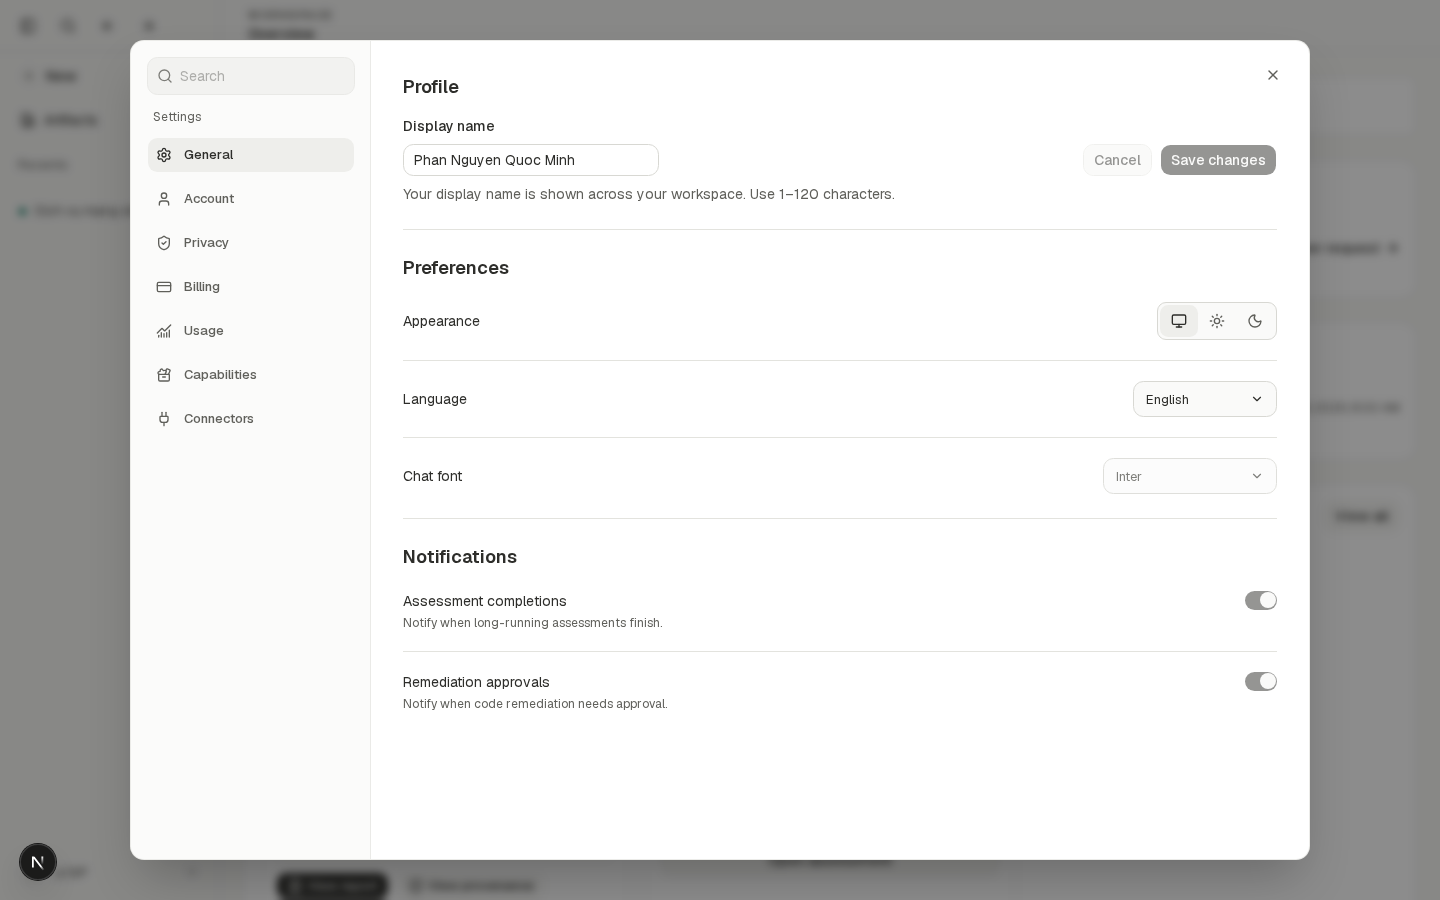 Search
Settings
General
Account
Privacy
Billing
Usage
Capabilities
Connectors
Profile
Display name
Phan Nguyen Quoc Minh
Cancel
Save changes
Your display name is shown across your workspace. Use 1–120 characters.
Preferences
Appearance
Language
English
Chat font
Inter
Notifications
Assessment completions
Notify when long-running assessments finish.
Remediation approvals
Notify when code remediation needs approval.
N